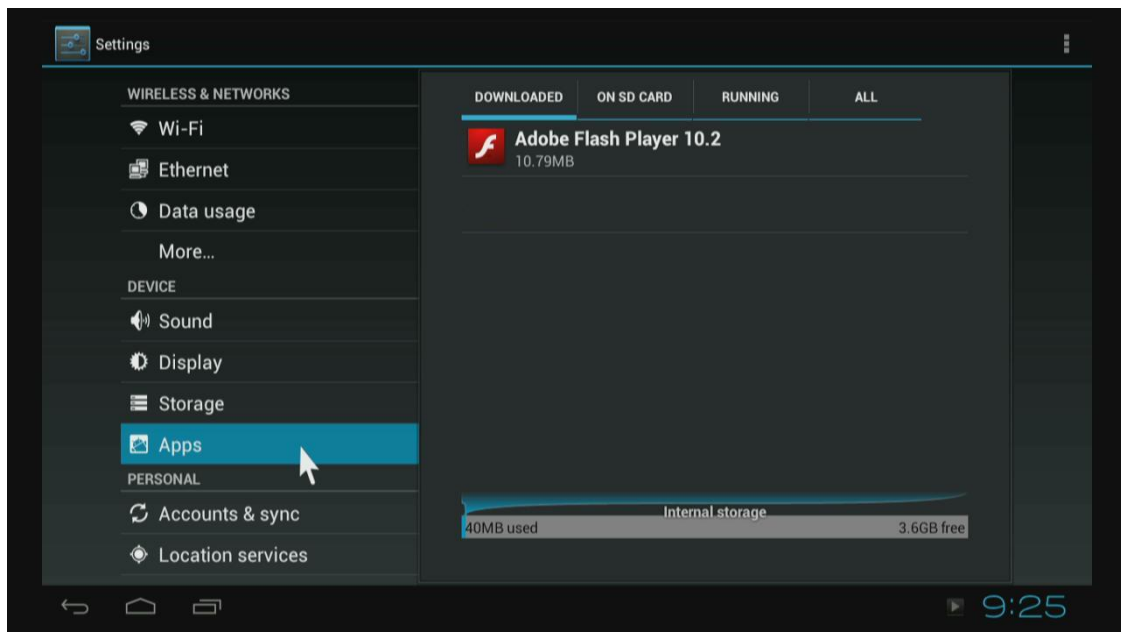 Settings
WIRELESS & NETWORKS
Wi-Fi
Ethernet
Data usage
More...
DEVICE
Sound
Display
Storage
Apps
PERSONAL
Accounts & sync
Location services
DOWNLOADED ON SD CARD RUNNING ALL
Adobe Flash Player 10.2
10.79MB
Internal storage
40MB used 3.6GB free
9:25